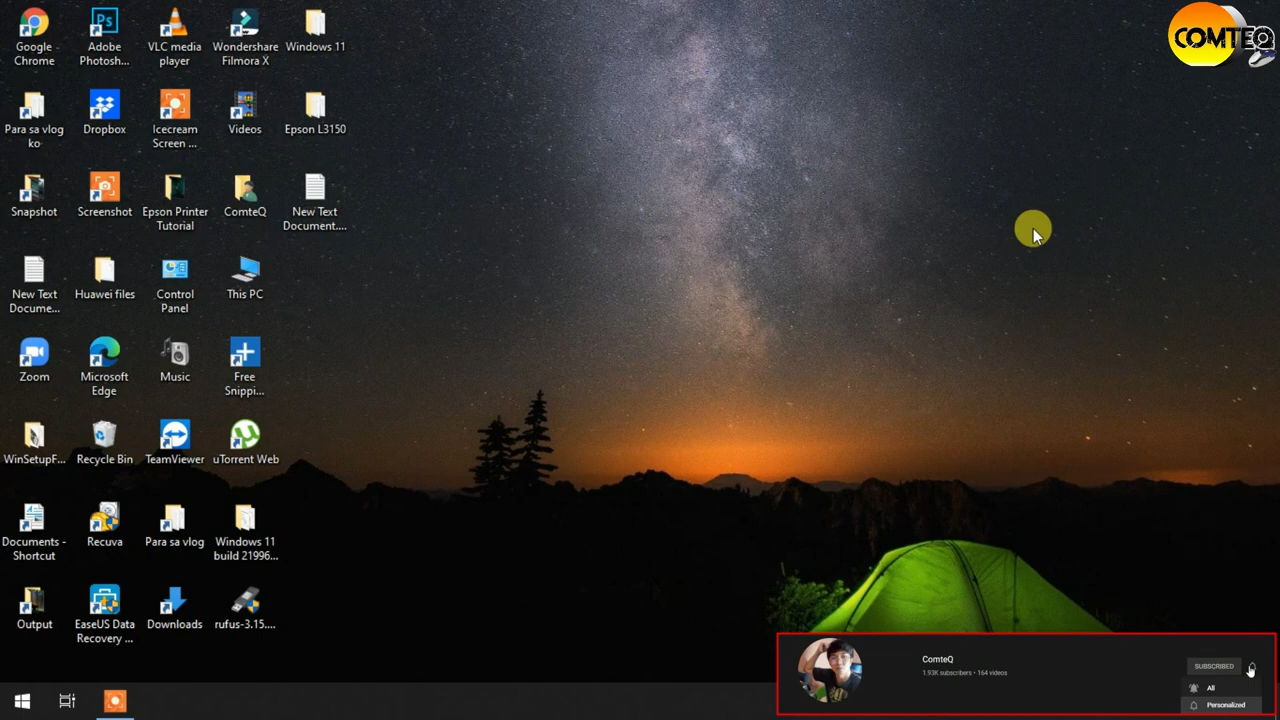 Google Chrome
Adobe Photosh...
VLC media player
Wondershare Filmora X
Windows 11
Para sa vlog ko
Dropbox
Icecream Screen ...
Videos
Epson L3150
Snapshot
Screenshot
Epson Printer Tutorial
ComteQ
New Text Document....
New Text Docume...
Huawei files
Control Panel
This PC
Zoom
Microsoft Edge
Music
Free Snippi...
WinSetupF...
Recycle Bin
TeamViewer
uTorrent Web
Documents - Shortcut
Recuva
Para sa vlog
Windows 11 build 21996...
Output
EaseUS Data Recovery ...
Downloads
rufus-3.15....
Ps
COMTEQ
ComteQ
1.93K subscribers • 164 videos
SUBSCRIBED
All
Personalized